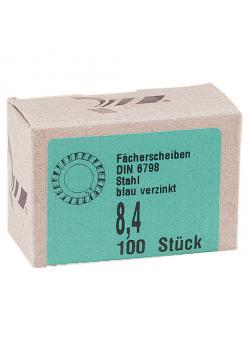 Fächerscheiben
DIN 6798
Stahl
blau verzinkt
8,4
100 Stück